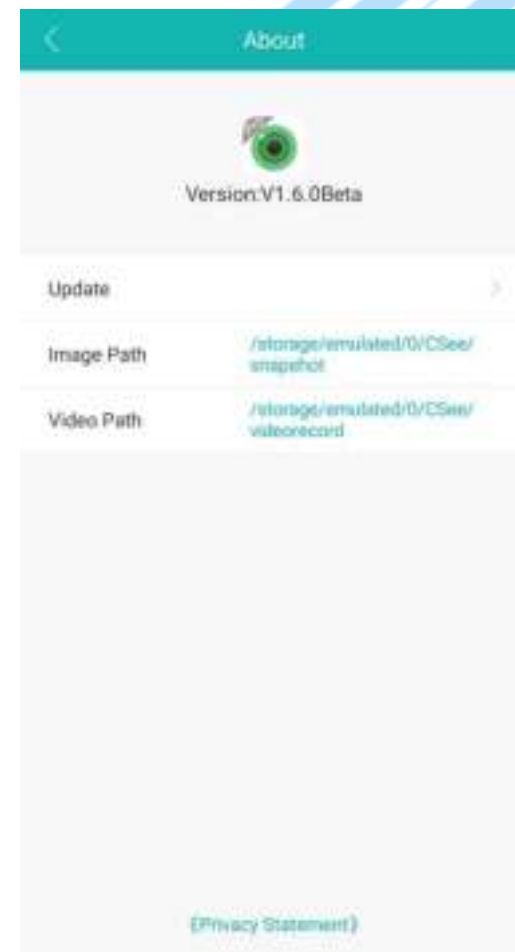 About
Version:V1.6.0Beta
Update
Image Path
/storage/emulated/0/CSee/
snapshot
Video Path
/storage/emulated/0/CSee/
videorecord
《Privacy Statement》